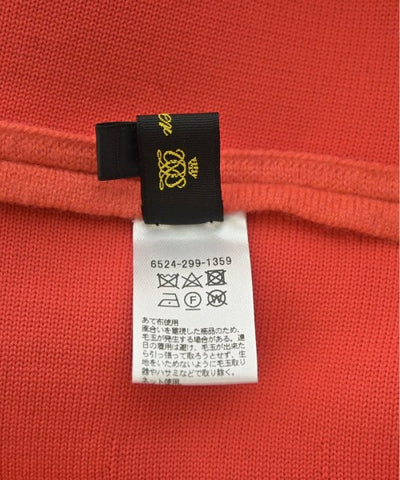 6524-299-1359
あて布使用
風合いを重視した商品のため、
毛玉が発生する場合がある。連
日の着用は避け、毛玉が出来た
ら引っ張って取ろうとせず、生
地をいためないように毛玉取り
器やハサミなどで取り除く。
ネット使用